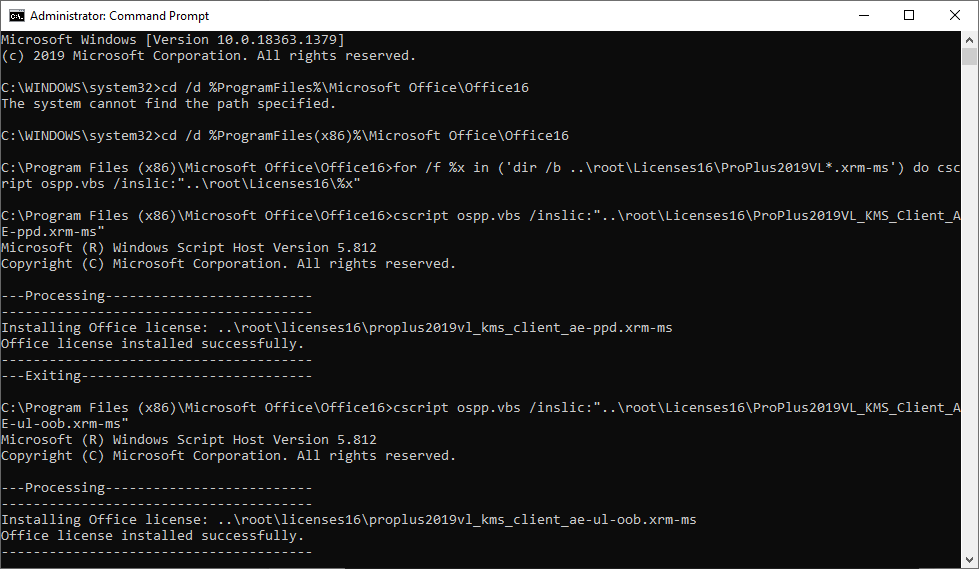 Administrator: Command Prompt
Microsoft Windows [Version 10.0.18363.1379]
(c) 2019 Microsoft Corporation. All rights reserved.
C:\WINDOWS\system32>cd /d %ProgramFiles%\Microsoft Office\Office16
The system cannot find the path specified.
C:\WINDOWS\system32>cd /d %ProgramFiles(x86)%\Microsoft Office\Office16
C:\Program Files (x86)\Microsoft Office\Office16>for /f %x in ('dir /b ..\root\Licenses16\ProPlus2019VL*.xrm-ms') do csc
ript ospp.vbs /inslic:"..\root\Licenses16\%x"
C:\Program Files (x86)\Microsoft Office\Office16>cscript ospp.vbs /inslic:"..\root\Licenses16\ProPlus2019VL_KMS_Client_A
E-ppd.xrm-ms"
Microsoft (R) Windows Script Host Version 5.812
Copyright (C) Microsoft Corporation. All rights reserved.
---Processing--------------------------
---------------------------------------
Installing Office license: ..\root\licenses16\proplus2019vl_kms_client_ae-ppd.xrm-ms
Office license installed successfully.
---------------------------------------
---Exiting-----------------------------
C:\Program Files (x86)\Microsoft Office\Office16>cscript ospp.vbs /inslic:"..\root\Licenses16\ProPlus2019VL_KMS_Client_A
E-ul-oob.xrm-ms"
Microsoft (R) Windows Script Host Version 5.812
Copyright (C) Microsoft Corporation. All rights reserved.
---Processing--------------------------
---------------------------------------
Installing Office license: ..\root\licenses16\proplus2019vl_kms_client_ae-ul-oob.xrm-ms
Office license installed successfully.
---------------------------------------